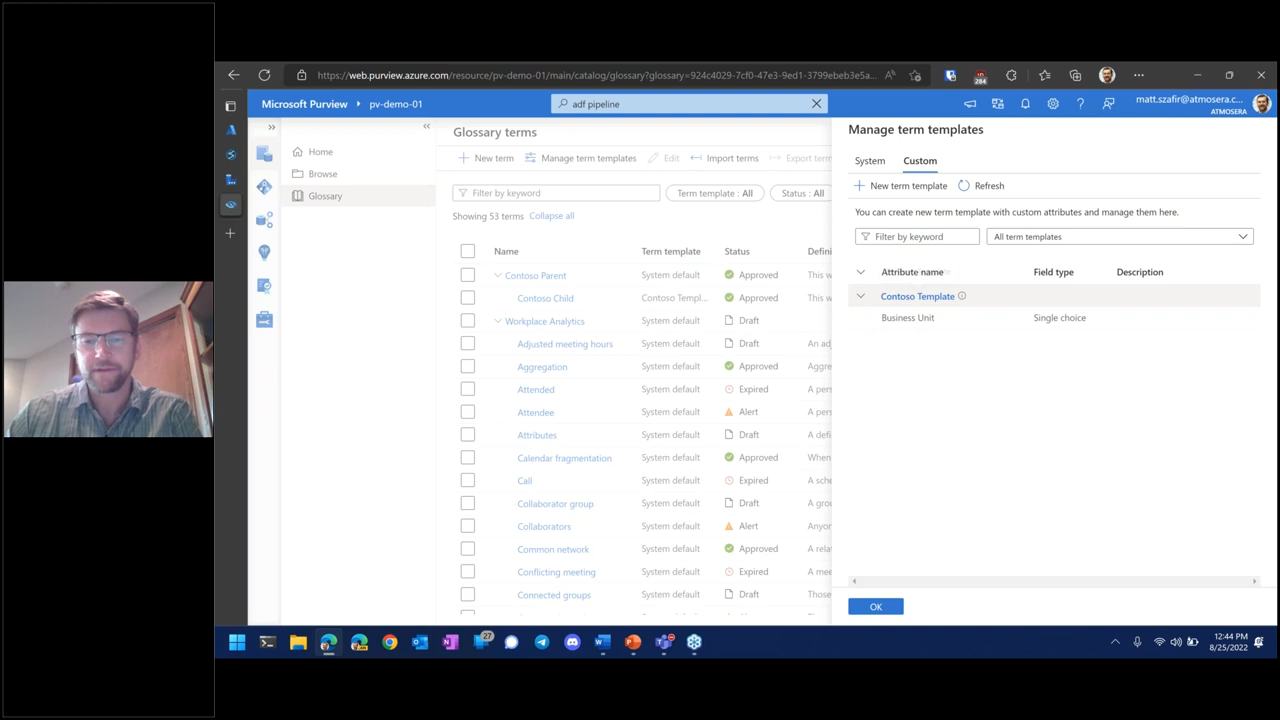 https://web.purview.azure.com/resource/pv-demo-01/main/catalog/glossary?glossary=924c4029-7cf0-47e3-9ed1-3799ebeb3e5a...
284
Microsoft Purview
pv-demo-01
adf pipeline
matt.szafir@atmosera.c...
ATMOSERA
Home
Browse
Glossary
Glossary terms
New term
Manage term templates
Edit
Import terms
Export term
Filter by keyword
Term template : All
Status : All
Showing 53 terms
Collapse all
Name Term template Status Defini
Contoso Parent System default Approved This w
Contoso Child Contoso Templ... Approved This w
Workplace Analytics System default Draft
Adjusted meeting hours System default Draft An adj
Aggregation System default Approved Aggre
Attended System default Expired A pers
Attendee System default Alert A pers
Attributes System default Draft A defi
Calendar fragmentation System default Approved When
Call System default Expired A sche
Collaborator group System default Draft A grou
Collaborators System default Alert Anyor
Common network System default Approved A relat
Conflicting meeting System default Expired A mee
Connected groups System default Draft Those
Manage term templates
System
Custom
New term template
Refresh
You can create new term template with custom attributes and manage them here.
Filter by keyword
All term templates
Attribute name Field type Description
Contoso Template
Business Unit Single choice
OK
27
12:44 PM
8/25/2022